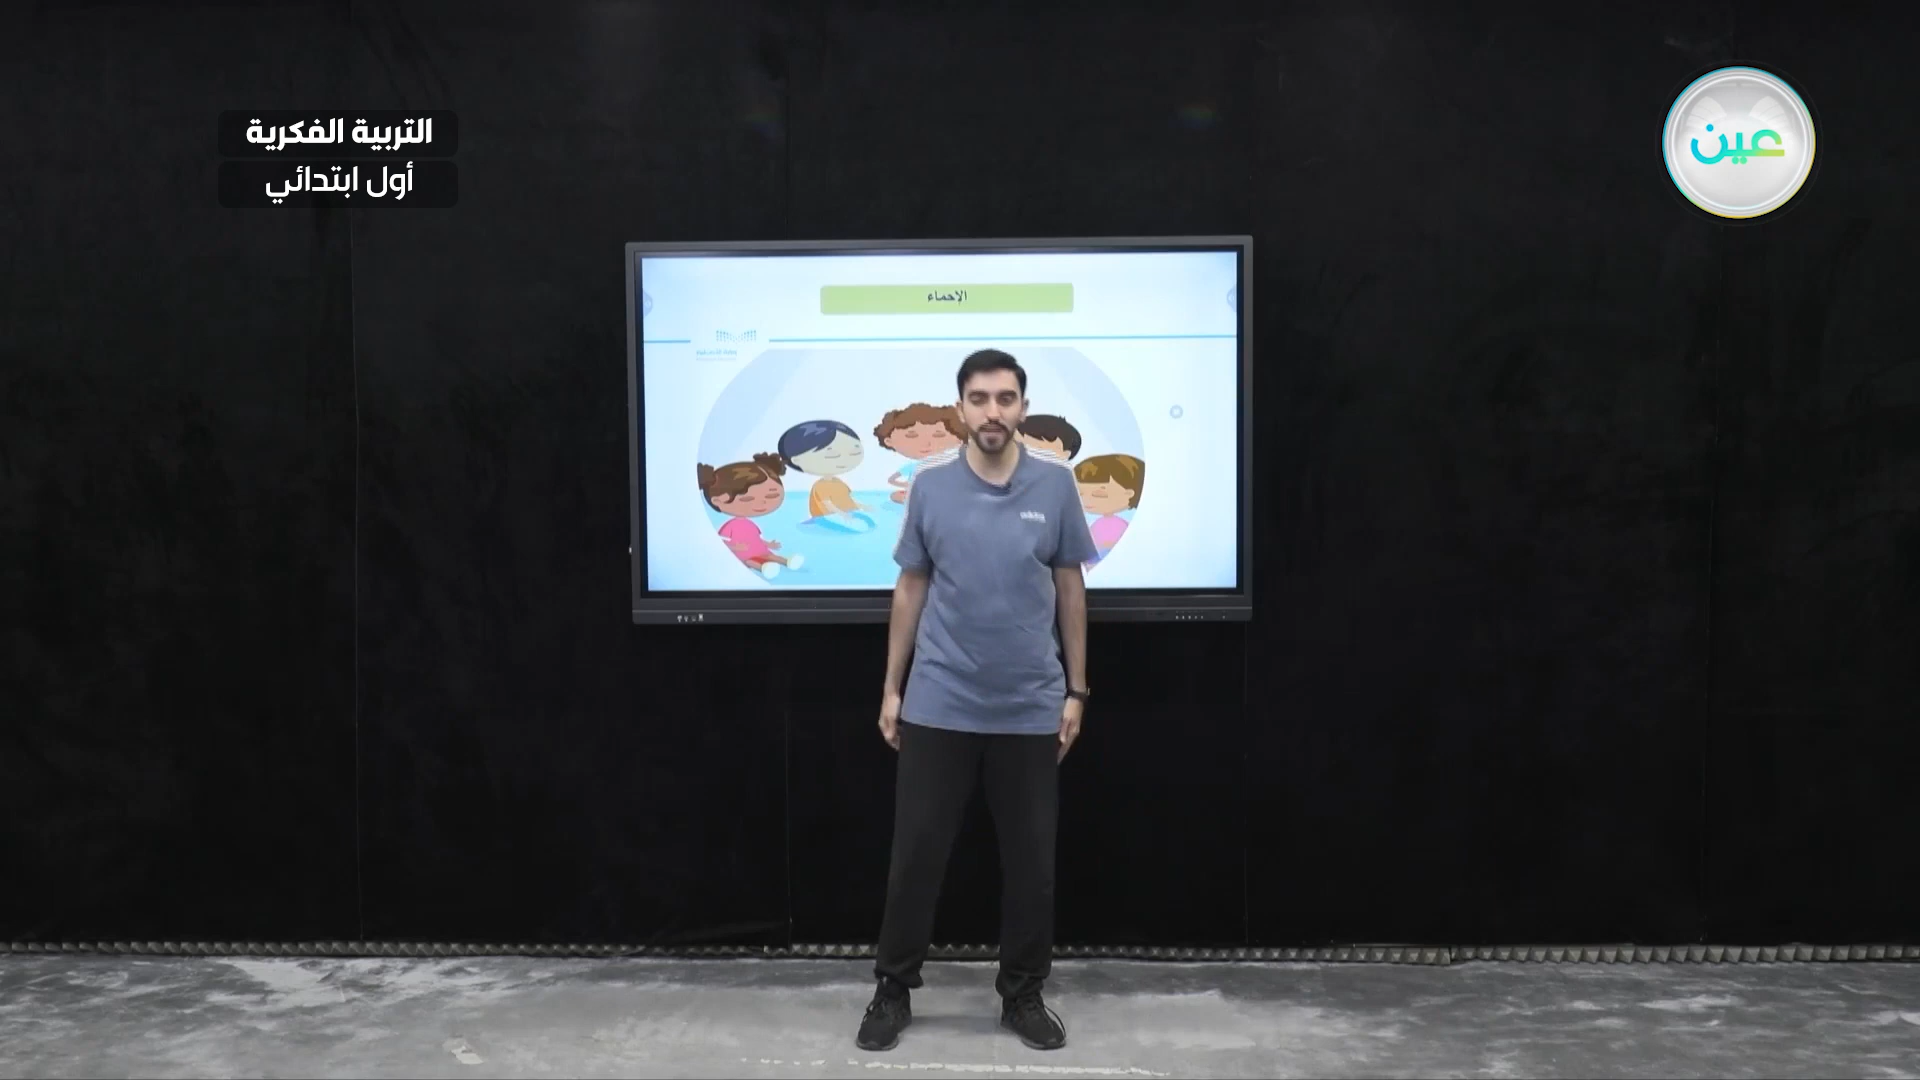 التربية الفكرية
أول ابتدائي
عين
الإحماء